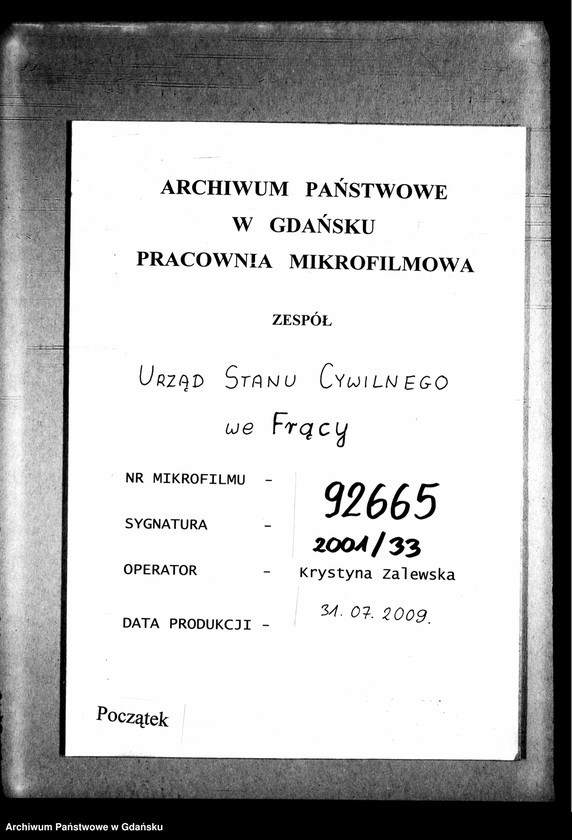 ARCHIWUM PAŃSTWOWE
W GDAŃSKU
PRACOWNIA MIKROFILMOWA
ZESPÓŁ
URZĄD STANU CYWILNEGO
we Frący
NR MIKROFILMU - 92665
SYGNATURA - 2001/33
OPERATOR - Krystyna Zalewska
DATA PRODUKCJI - 31.07.2009.
Początek
Archiwum Państwowe w Gdańsku